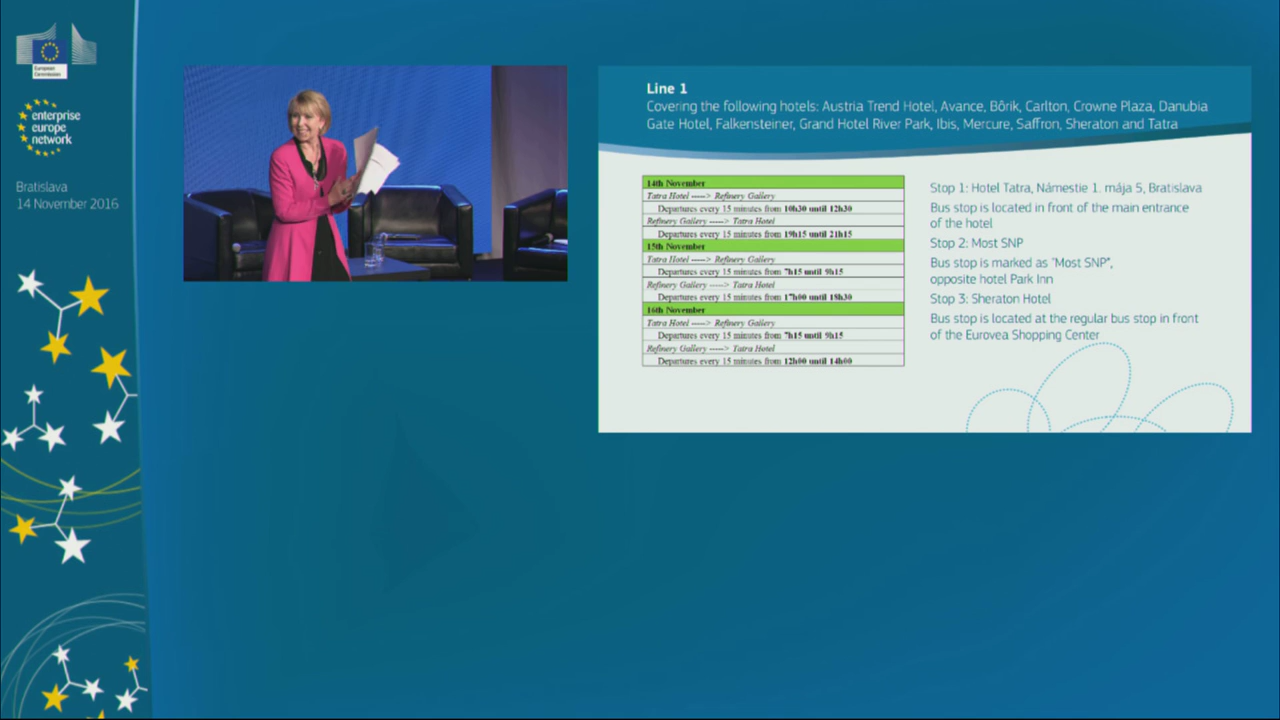 European
Commission
enterprise
europe
network
Bratislava
14 November 2016
Line 1
Covering the following hotels: Austria Trend Hotel, Avance, Bôrik, Carlton, Crowne Plaza, Danubia
Gate Hotel, Falkensteiner, Grand Hotel River Park, Ibis, Mercure, Saffron, Sheraton and Tatra
14th November
Tatra Hotel -----> Refinery Gallery
Departures every 15 minutes from 10h30 until 12h30
Refinery Gallery -----> Tatra Hotel
Departures every 15 minutes from 19h15 until 21h15
15th November
Tatra Hotel -----> Refinery Gallery
Departures every 15 minutes from 7h15 until 9h15
Refinery Gallery -----> Tatra Hotel
Departures every 15 minutes from 17h00 until 18h30
16th November
Tatra Hotel -----> Refinery Gallery
Departures every 15 minutes from 7h15 until 9h15
Refinery Gallery -----> Tatra Hotel
Departures every 15 minutes from 12h00 until 14h00
Stop 1: Hotel Tatra, Námestie 1. mája 5, Bratislava
Bus stop is located in front of the main entrance
of the hotel
Stop 2: Most SNP
Bus stop is marked as "Most SNP",
opposite hotel Park Inn
Stop 3: Sheraton Hotel
Bus stop is located at the regular bus stop in front
of the Eurovea Shopping Center